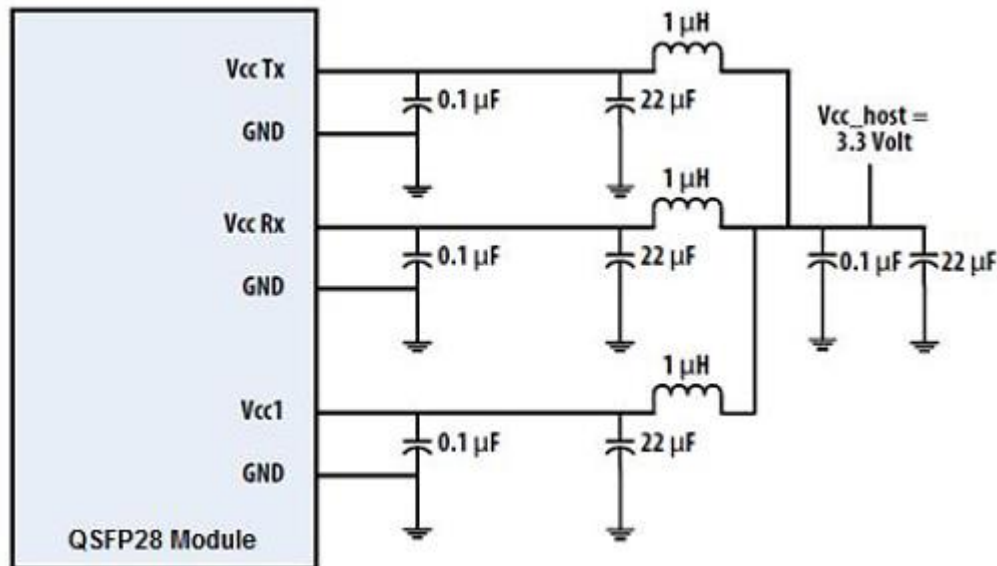 1 μH
Vcc Tx
0.1 μF
22 μF
GND
Vcc_host =
3.3 Volt
1 μH
Vcc Rx
0.1 μF
22 μF
0.1 μF
22 μF
GND
1 μH
Vcc1
0.1 μF
22 μF
GND
QSFP28 Module